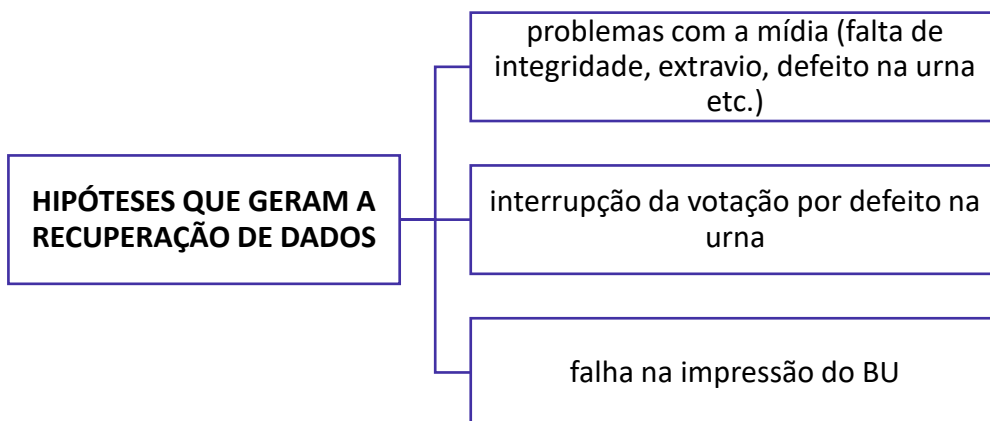 problemas com a mídia (falta de
integridade, extravio, defeito na urna
etc.)
HIPÓTESES QUE GERAM A
RECUPERAÇÃO DE DADOS
interrupção da votação por defeito na
urna
falha na impressão do BU